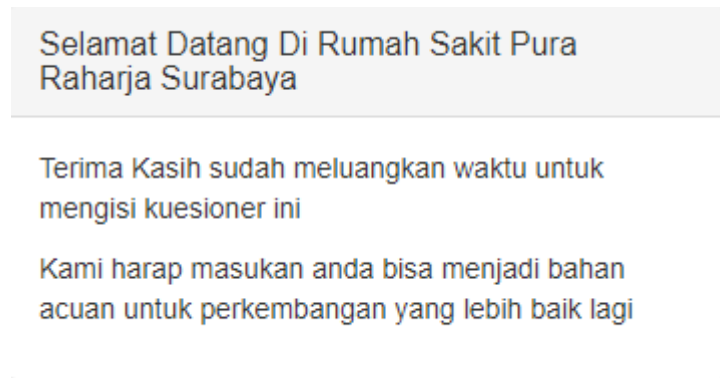 Selamat Datang Di Rumah Sakit Pura
Raharja Surabaya
Terima Kasih sudah meluangkan waktu untuk
mengisi kuesioner ini
Kami harap masukan anda bisa menjadi bahan
acuan untuk perkembangan yang lebih baik lagi